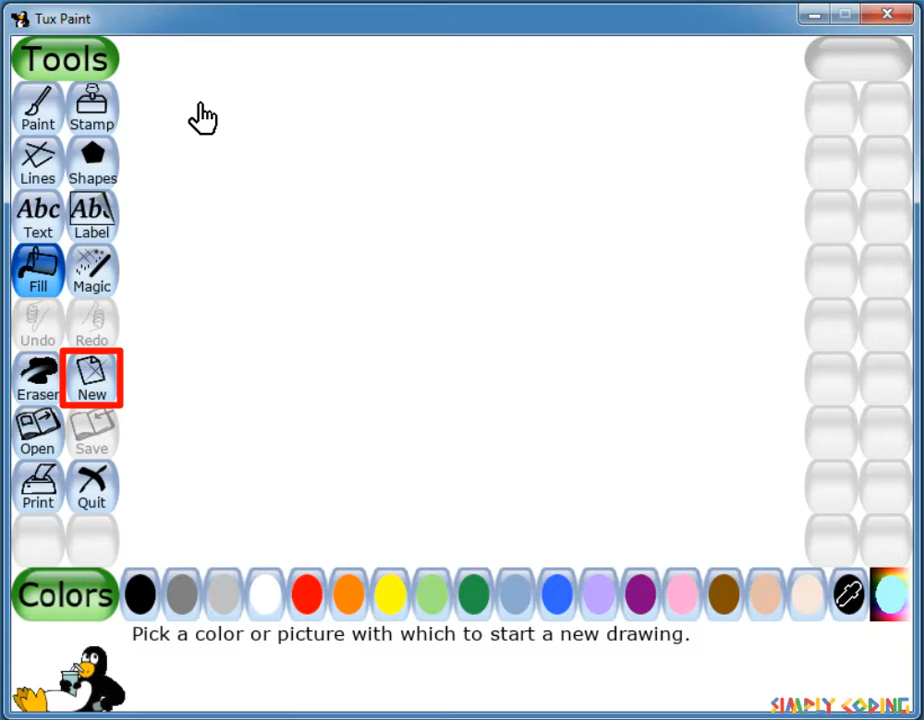 Tux Paint
Tools
Paint Stamp
Lines Shapes
Abc Abc
Text Label
Fill Magic
Undo Redo
Eraser New
Open Save
Print Quit
Colors
Pick a color or picture with which to start a new drawing.
SIMPLY CODING